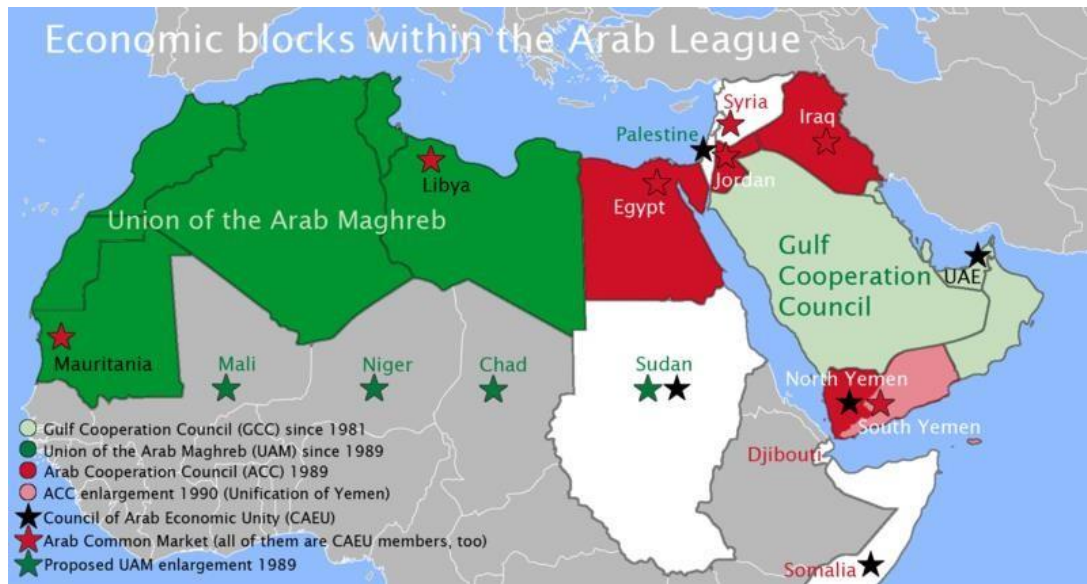 Economic blocks within the Arab League
Syria
Iraq
Palestine
Jordan
Libya
Egypt
Union of the Arab Maghreb
Gulf
Cooperation
Council
UAE
Mauritania
Mali
Niger
Chad
Sudan
North Yemen
South Yemen
Djibouti
Somalia
Gulf Cooperation Council (GCC) since 1981
Union of the Arab Maghreb (UAM) since 1989
Arab Cooperation Council (ACC) 1989
ACC enlargement 1990 (Unification of Yemen)
Council of Arab Economic Unity (CAEU)
Arab Common Market (all of them are CAEU members, too)
Proposed UAM enlargement 1989